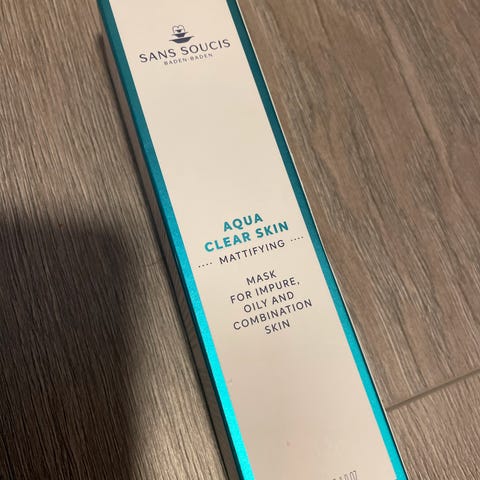 SANS SOUCIS
BADEN-BADEN
AQUA
CLEAR SKIN
···· MATTIFYING ····
MASK
FOR IMPURE,
OILY AND
COMBINATION
SKIN